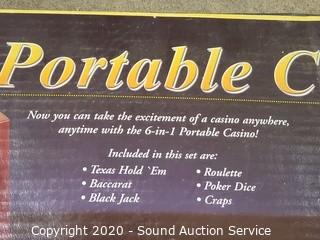 Portable C
Now you can take the excitement of a casino anywhere,
anytime with the 6-in-1 Portable Casino!
Included in this set are:
• Texas Hold `Em
• Baccarat
• Black Jack
• Roulette
• Poker Dice
• Craps
Copyright 2020 - Sound Auction Service